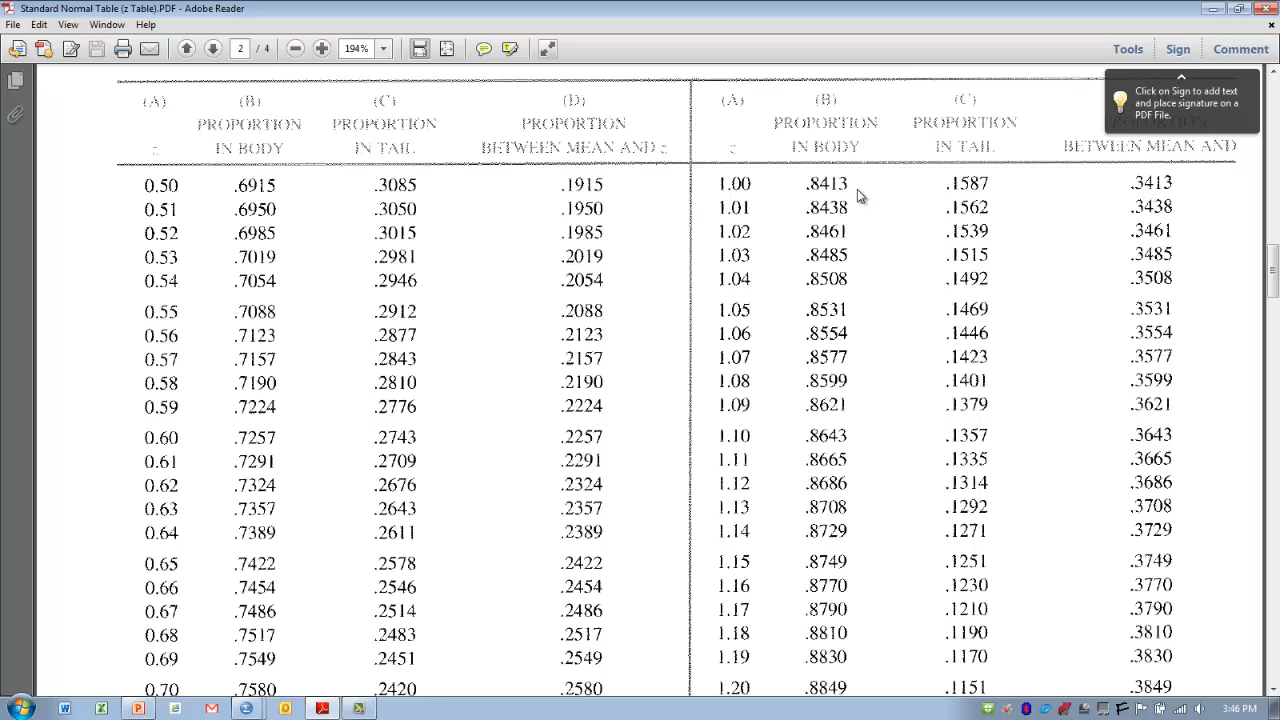 Standard Normal Table (z Table).PDF - Adobe Reader
File Edit View Window Help
2 / 4 194% Tools Sign Comment
Click on Sign to add text
and place signature on a
PDF File.
(A) (B) (C) (D) (A) (B) (C)
PROPORTION PROPORTION PROPORTION PROPORTION PROPORTION PROPORTION
z IN BODY IN TAIL BETWEEN MEAN AND z z IN BODY IN TAIL BETWEEN MEAN AND
0.50 .6915 .3085 .1915 1.00 .8413 .1587 .3413
0.51 .6950 .3050 .1950 1.01 .8438 .1562 .3438
0.52 .6985 .3015 .1985 1.02 .8461 .1539 .3461
0.53 .7019 .2981 .2019 1.03 .8485 .1515 .3485
0.54 .7054 .2946 .2054 1.04 .8508 .1492 .3508
0.55 .7088 .2912 .2088 1.05 .8531 .1469 .3531
0.56 .7123 .2877 .2123 1.06 .8554 .1446 .3554
0.57 .7157 .2843 .2157 1.07 .8577 .1423 .3577
0.58 .7190 .2810 .2190 1.08 .8599 .1401 .3599
0.59 .7224 .2776 .2224 1.09 .8621 .1379 .3621
0.60 .7257 .2743 .2257 1.10 .8643 .1357 .3643
0.61 .7291 .2709 .2291 1.11 .8665 .1335 .3665
0.62 .7324 .2676 .2324 1.12 .8686 .1314 .3686
0.63 .7357 .2643 .2357 1.13 .8708 .1292 .3708
0.64 .7389 .2611 .2389 1.14 .8729 .1271 .3729
0.65 .7422 .2578 .2422 1.15 .8749 .1251 .3749
0.66 .7454 .2546 .2454 1.16 .8770 .1230 .3770
0.67 .7486 .2514 .2486 1.17 .8790 .1210 .3790
0.68 .7517 .2483 .2517 1.18 .8810 .1190 .3810
0.69 .7549 .2451 .2549 1.19 .8830 .1170 .3830
0.70 .7580 .2420 .2580 1.20 .8849 .1151 .3849
3:46 PM